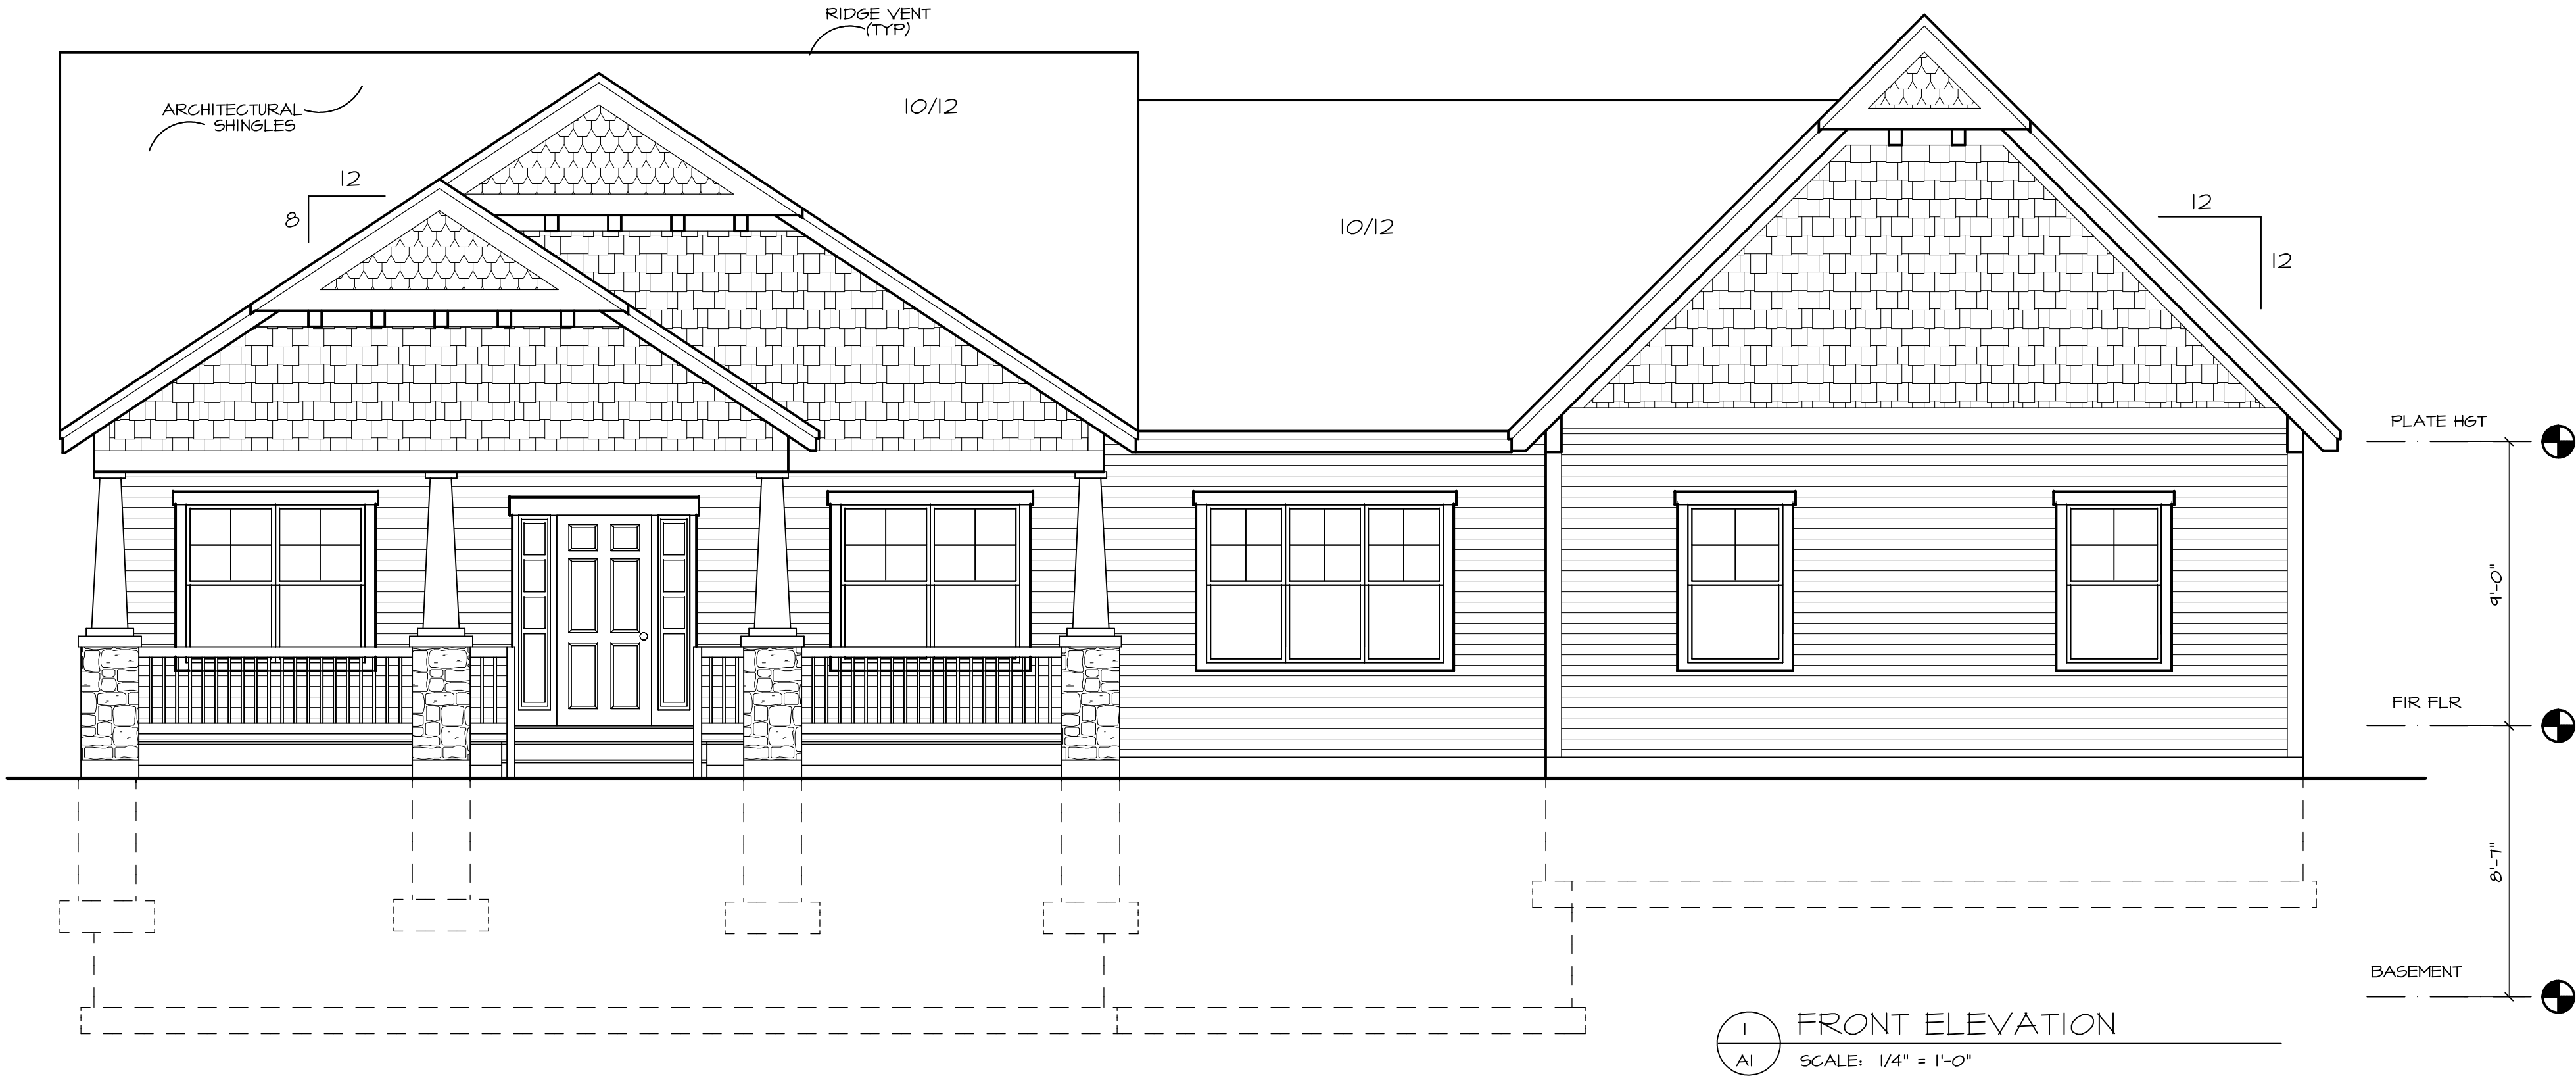 RIDGE VENT
(TYP)
ARCHITECTURAL
SHINGLES
10/12
12
8
10/12
12
12
PLATE HGT
9'-0"
FIR FLR
8'-7"
BASEMENT
1
A1
FRONT ELEVATION
SCALE: 1/4" = 1'-0"